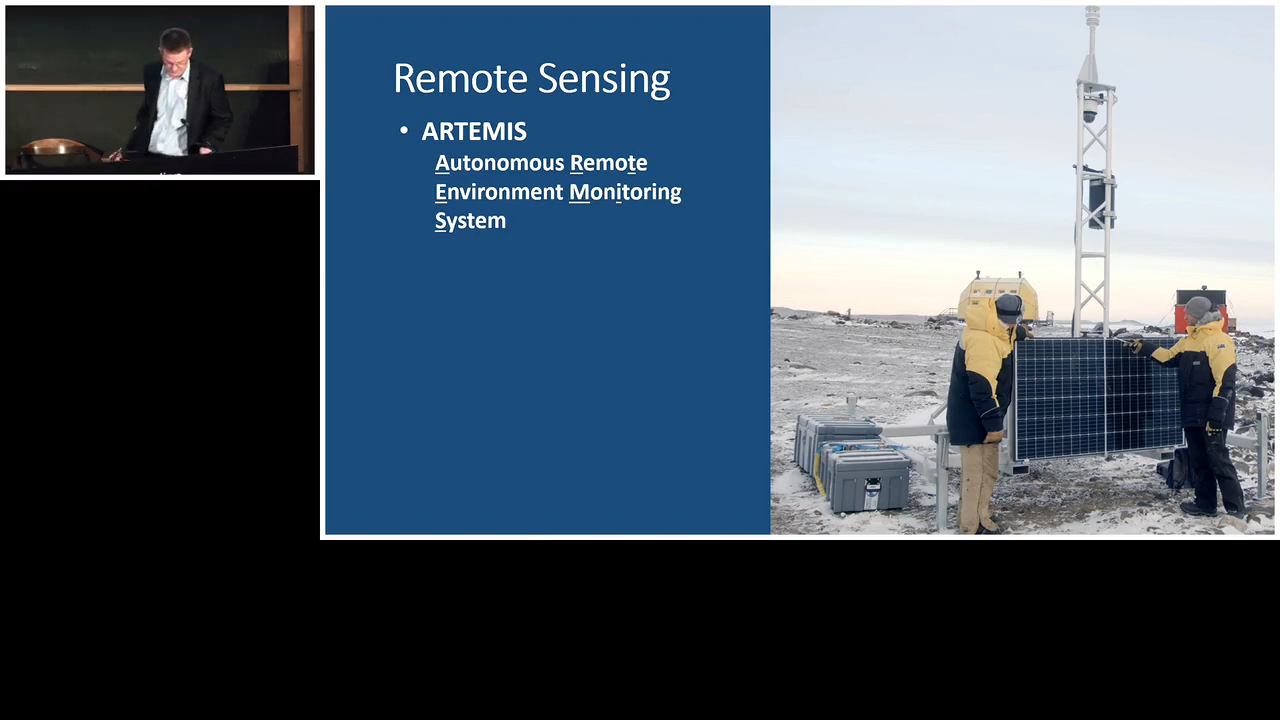 Remote Sensing
• ARTEMIS
Autonomous Remote
Environment Monitoring
System